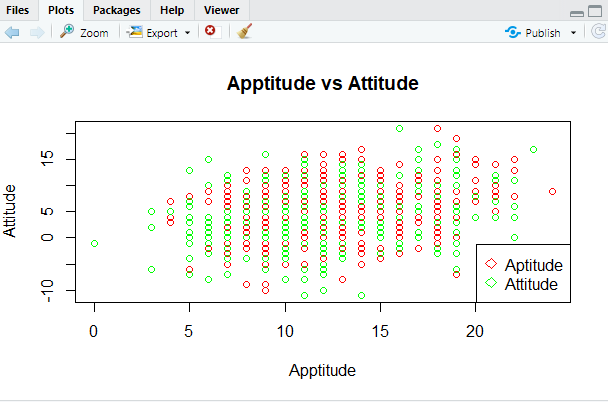 Files Plots Packages Help Viewer
Zoom Export Publish
Apptitude vs Attitude
Attitude
15
5
0
-10
0 5 10 15 20
Apptitude
Aptitude
Attitude